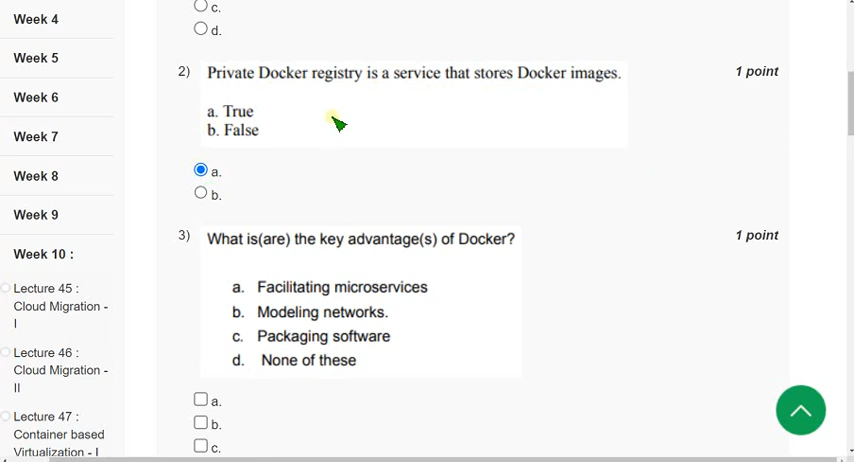 Week 4
Week 5
Week 6
Week 7
Week 8
Week 9
Week 10 :
Lecture 45 :
Cloud Migration -
I
Lecture 46 :
Cloud Migration -
II
Lecture 47 :
Container based
Virtualization - I
c.
d.
2) Private Docker registry is a service that stores Docker images. 1 point
a. True
b. False
a.
b.
3) What is(are) the key advantage(s) of Docker? 1 point
a. Facilitating microservices
b. Modeling networks.
c. Packaging software
d. None of these
a.
b.
c.